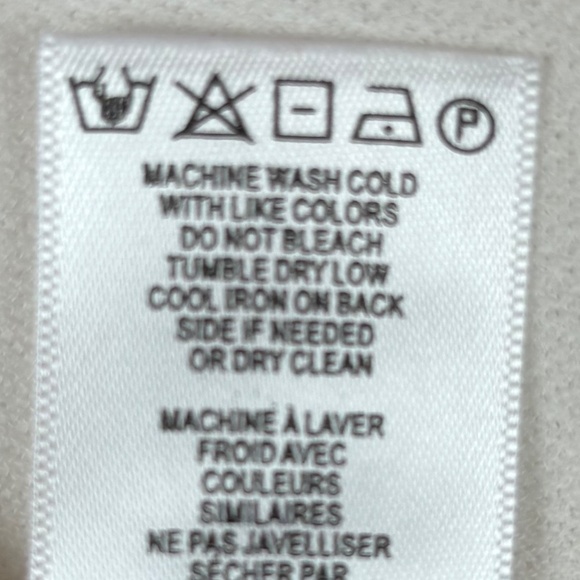 P
MACHINE WASH COLD
WITH LIKE COLORS
DO NOT BLEACH
TUMBLE DRY LOW
COOL IRON ON BACK
SIDE IF NEEDED
OR DRY CLEAN
MACHINE À LAVER
FROID AVEC
COULEURS
SIMILAIRES
NE PAS JAVELLISER
SÉCHER PAR